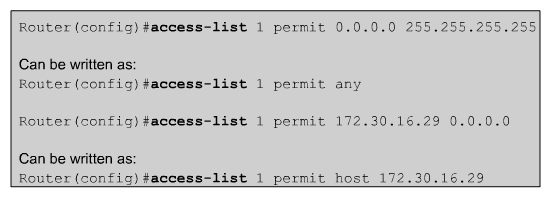 Router(config)#access-list 1 permit 0.0.0.0 255.255.255.255
Can be written as:
Router(config)#access-list 1 permit any
Router(config)#access-list 1 permit 172.30.16.29 0.0.0.0
Can be written as:
Router(config)#access-list 1 permit host 172.30.16.29